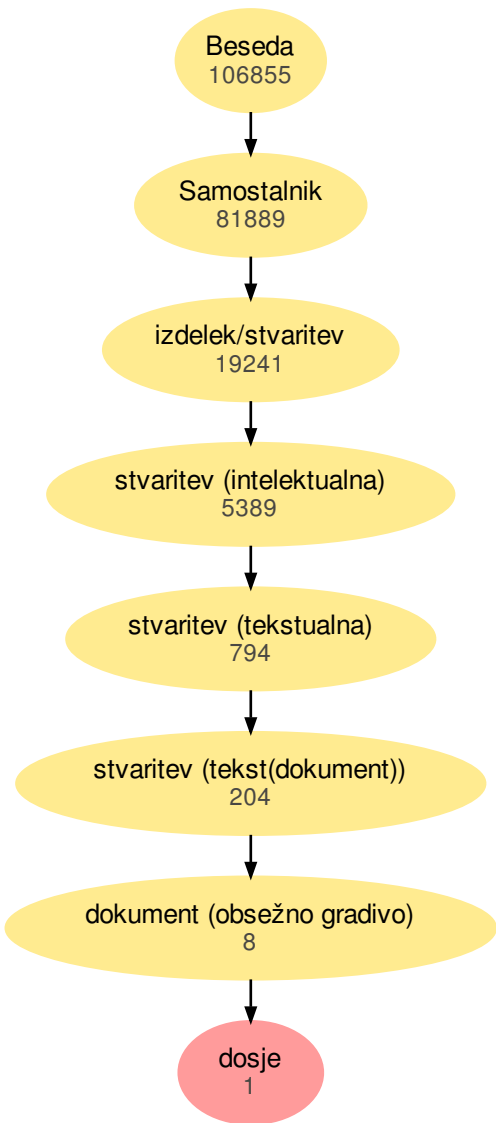 Beseda
106855
Samostalnik
81889
izdelek/stvaritev
19241
stvaritev (intelektualna)
5389
stvaritev (tekstualna)
794
stvaritev (tekst(dokument))
204
dokument (obsežno gradivo)
8
dosje
1